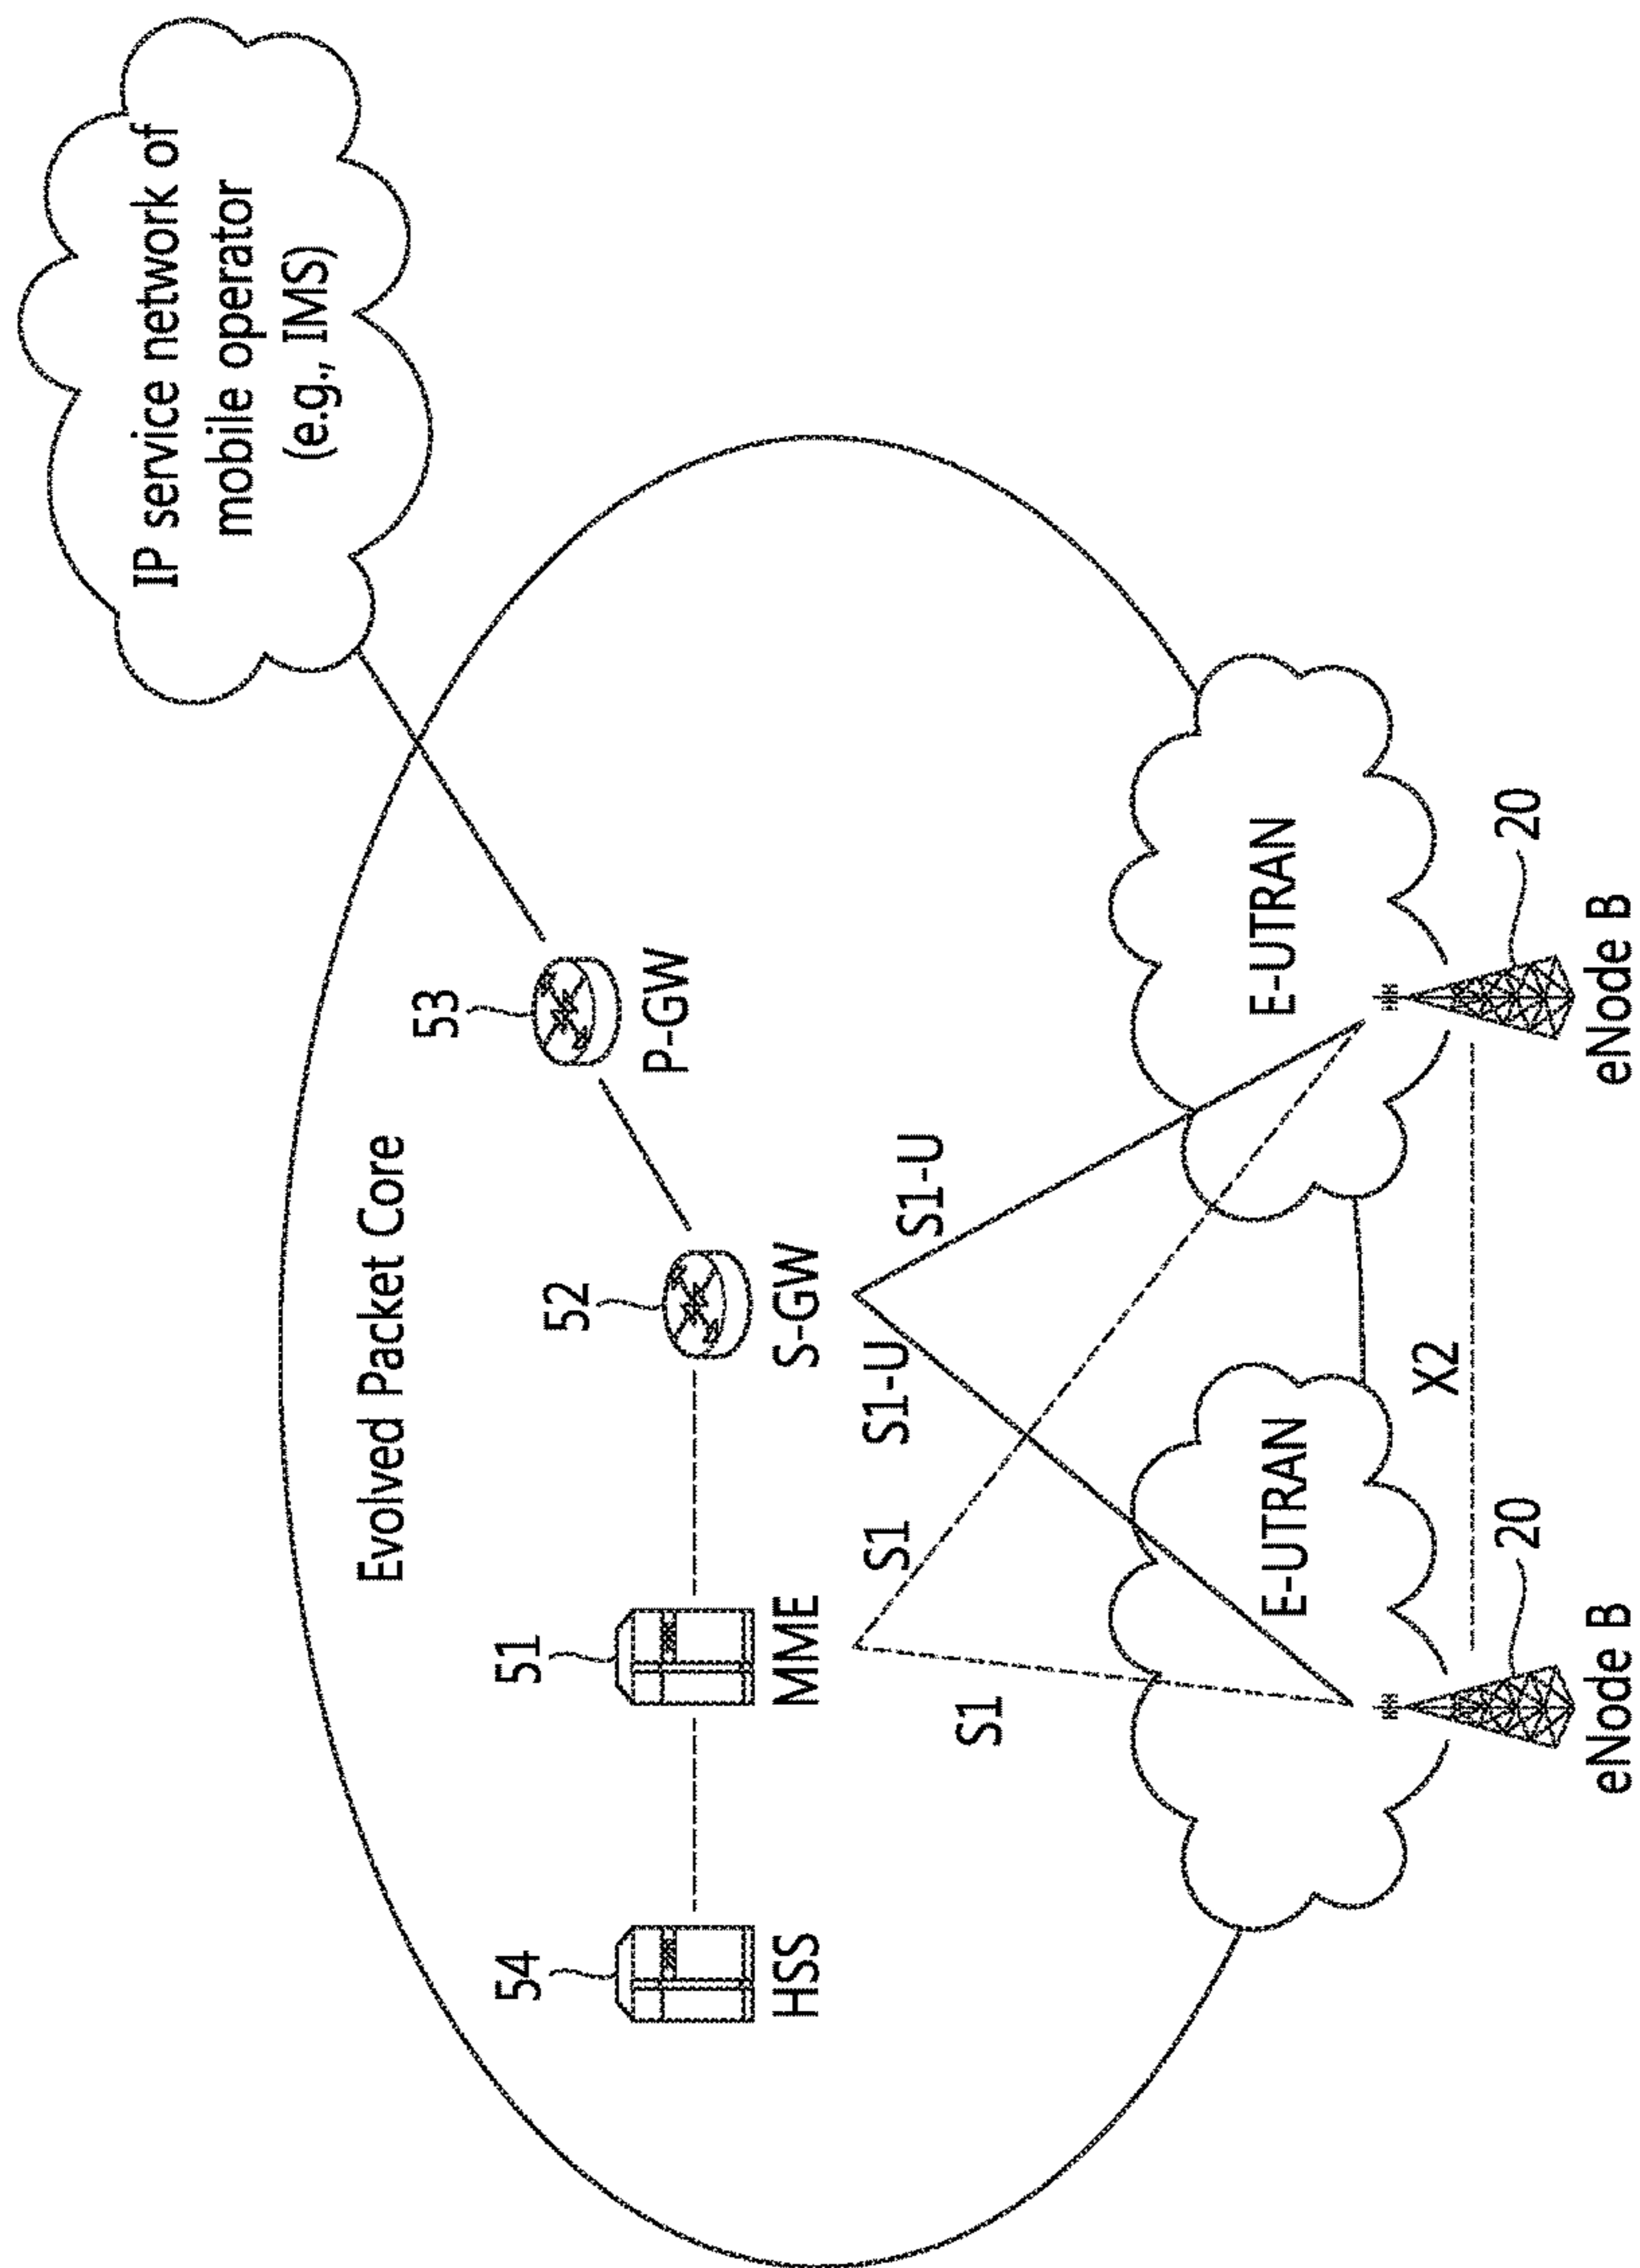 IP service network of
mobile operator
(e.g., IMS)
Evolved Packet Core
53
P-GW
52
S-GW
51
MME
54
HSS
S1-U
S1-U
S1
S1
E-UTRAN
E-UTRAN
X2
20
20
eNode B
eNode B